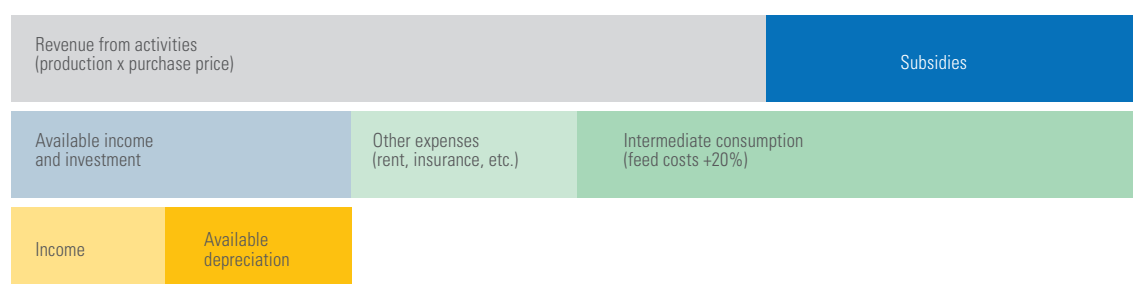 Revenue from activities
(production x purchase price)
Subsidies
Available income
and investment
Other expenses
(rent, insurance, etc.)
Intermediate consumption
(feed costs +20%)
Income
Available
depreciation